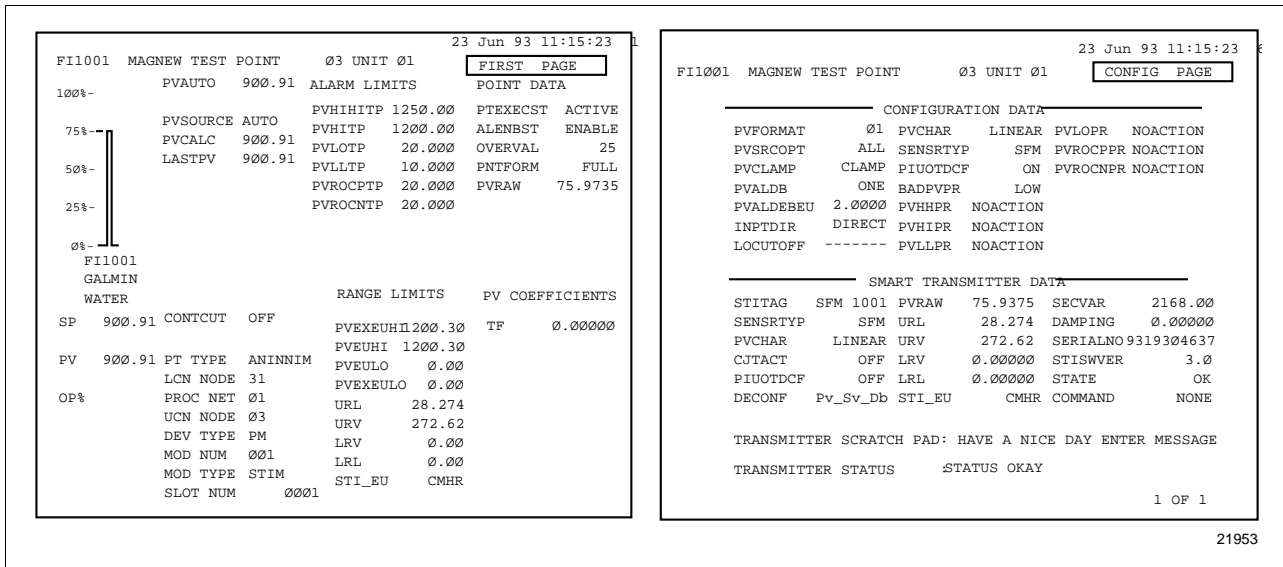 23 Jun 93 11:15:23 1
FI1001 MAGNEW TEST POINT Ø3 UNIT Ø1 FIRST PAGE
PVAUTO 9ØØ.91 ALARM LIMITS POINT DATA
1ØØ%-
PVHIHITP 125Ø.ØØ PTEXECST ACTIVE
PVSOURCE AUTO
75%- PVHITP 12ØØ.ØØ ALENBST ENABLE
PVCALC 9ØØ.91
PVLOTP 2Ø.ØØØ OVERVAL 25
LASTPV 9ØØ.91
50%- PVLLTP 1Ø.ØØØ PNTFORM FULL
PVROCPTP 2Ø.ØØØ PVRAW 75.9735
25%- PVROCNTP 2Ø.ØØØ
Ø%-
FI1001
GALMIN
WATER RANGE LIMITS PV COEFFICIENTS
SP 9ØØ.91 CONTCUT OFF
PVEXEUHI12ØØ.3Ø TF Ø.ØØØØØ
PVEUHI 12ØØ.3Ø
PV 9ØØ.91 PT TYPE ANINNIM
PVEULO Ø.ØØ
LCN NODE 31
PVEXEULO Ø.ØØ
OP% PROC NET Ø1
URL 28.274
UCN NODE Ø3
URV 272.62
DEV TYPE PM
LRV Ø.ØØ
MOD NUM ØØ1
LRL Ø.ØØ
MOD TYPE STIM
STI_EU CMHR
SLOT NUM ØØØ1
23 Jun 93 11:15:23
FI1ØØ1 MAGNEW TEST POINT Ø3 UNIT Ø1 CONFIG PAGE
CONFIGURATION DATA
PVFORMAT Ø1 PVCHAR LINEAR PVLOPR NOACTION
PVSRCOPT ALL SENSRTYP SFM PVROCPPR NOACTION
PVCLAMP CLAMP PIUOTDCF ON PVROCNPR NOACTION
PVALDB ONE BADPVPR LOW
PVALDEBEU 2.ØØØØ PVHHPR NOACTION
INPTDIR DIRECT PVHIPR NOACTION
LOCUTOFF ------- PVLLPR NOACTION
SMART TRANSMITTER DATA
STITAG SFM 1001 PVRAW 75.9375 SECVAR 2168.ØØ
SENSRTYP SFM URL 28.274 DAMPING Ø.ØØØØØ
PVCHAR LINEAR URV 272.62 SERIALNO 93193Ø4637
CJTACT OFF LRV Ø.ØØØØØ STISWVER 3.Ø
PIUOTDCF OFF LRL Ø.ØØØØØ STATE OK
DECONF Pv_Sv_Db STI_EU CMHR COMMAND NONE
TRANSMITTER SCRATCH PAD: HAVE A NICE DAY ENTER MESSAGE
TRANSMITTER STATUS :STATUS OKAY
1 OF 1
21953